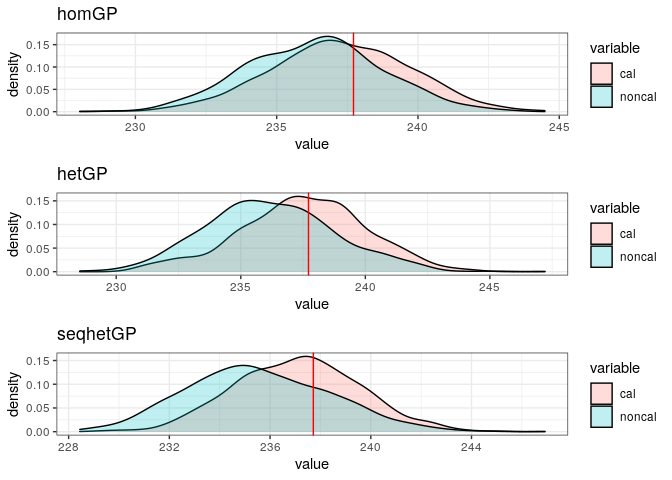 homGP
density
0.15
0.10
0.05
0.00
230 235 240 245
value
variable
cal
noncal
hetGP
density
0.15
0.10
0.05
0.00
230 235 240 245
value
variable
cal
noncal
seqhetGP
density
0.15
0.10
0.05
0.00
228 232 236 240 244
value
variable
cal
noncal